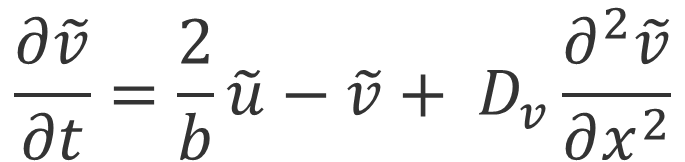 ∂ṽ/∂t = 2/b ũ − ṽ + D_v ∂²ṽ/∂x²